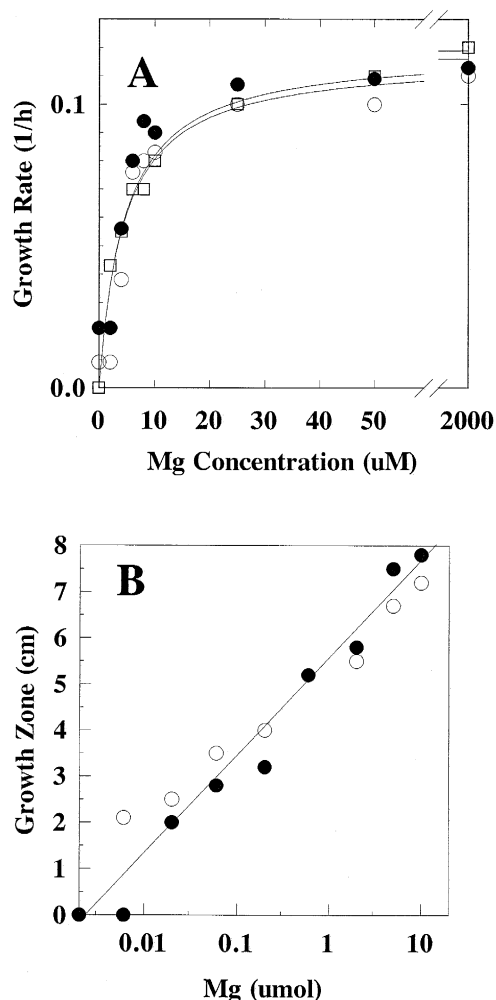 A
Growth Rate (1/h)
0.1
0.0
0 10 20 30 40 50 2000
Mg Concentration (uM)
B
Growth Zone (cm)
8
7
6
5
4
3
2
1
0
0.01 0.1 1 10
Mg (umol)